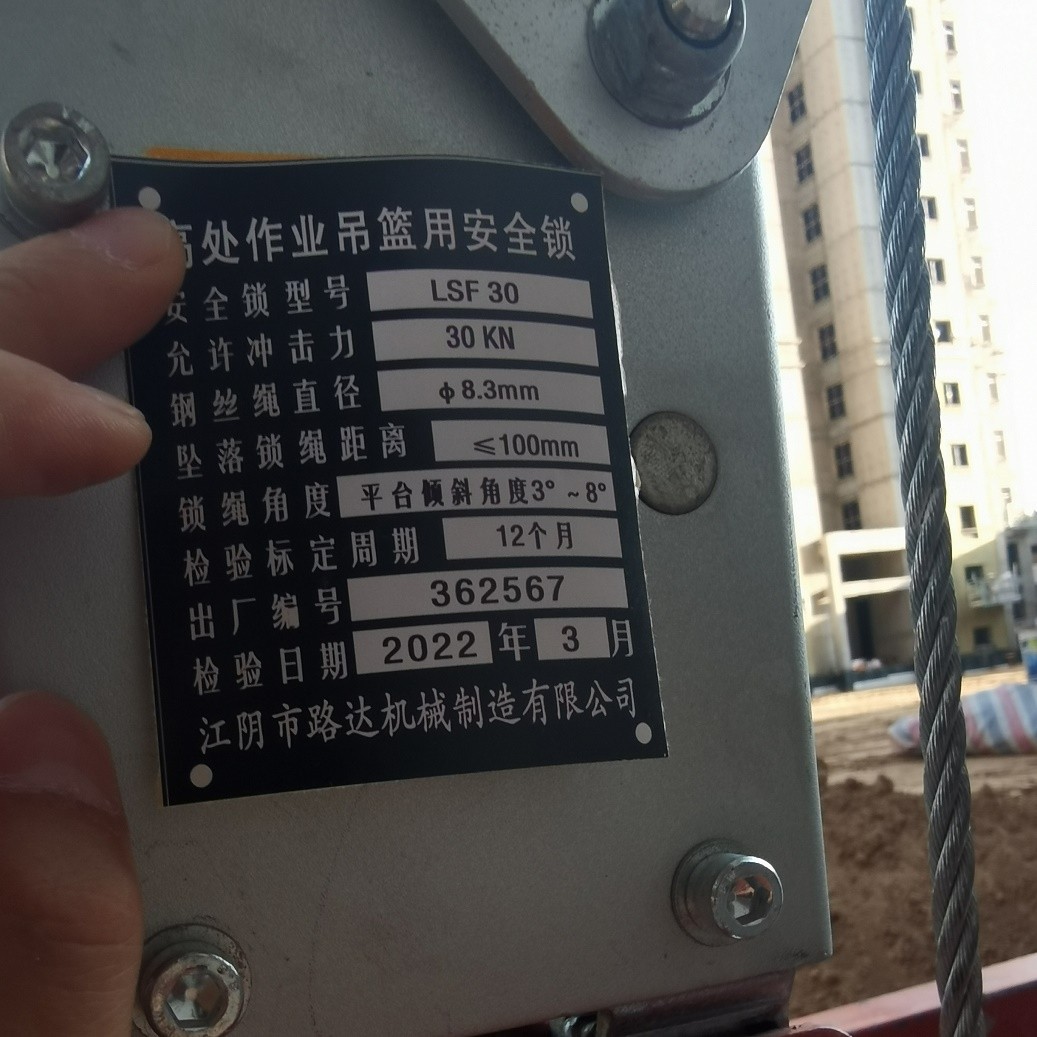 高处作业吊篮用安全锁
安全锁型号 LSF 30
允许冲击力 30 KN
钢丝绳直径 ϕ8.3mm
坠落锁绳距离 ≤100mm
锁绳角度 平台倾斜角度3°~8°
检验标定周期 12个月
出厂编号 362567
检验日期 2022 年 3 月
江阴市路达机械制造有限公司